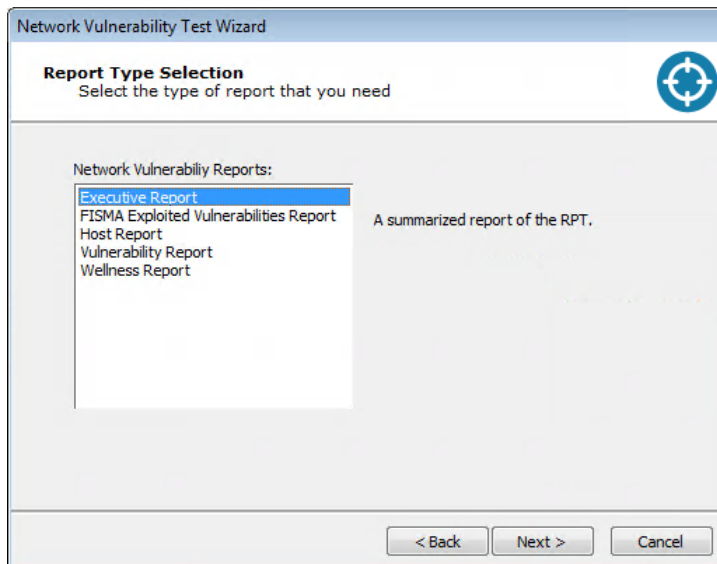 Network Vulnerability Test Wizard
Report Type Selection
Select the type of report that you need
Network Vulnerabiliy Reports:
Executive Report
FISMA Exploited Vulnerabilities Report
Host Report
Vulnerability Report
Wellness Report
A summarized report of the RPT.
< Back
Next >
Cancel